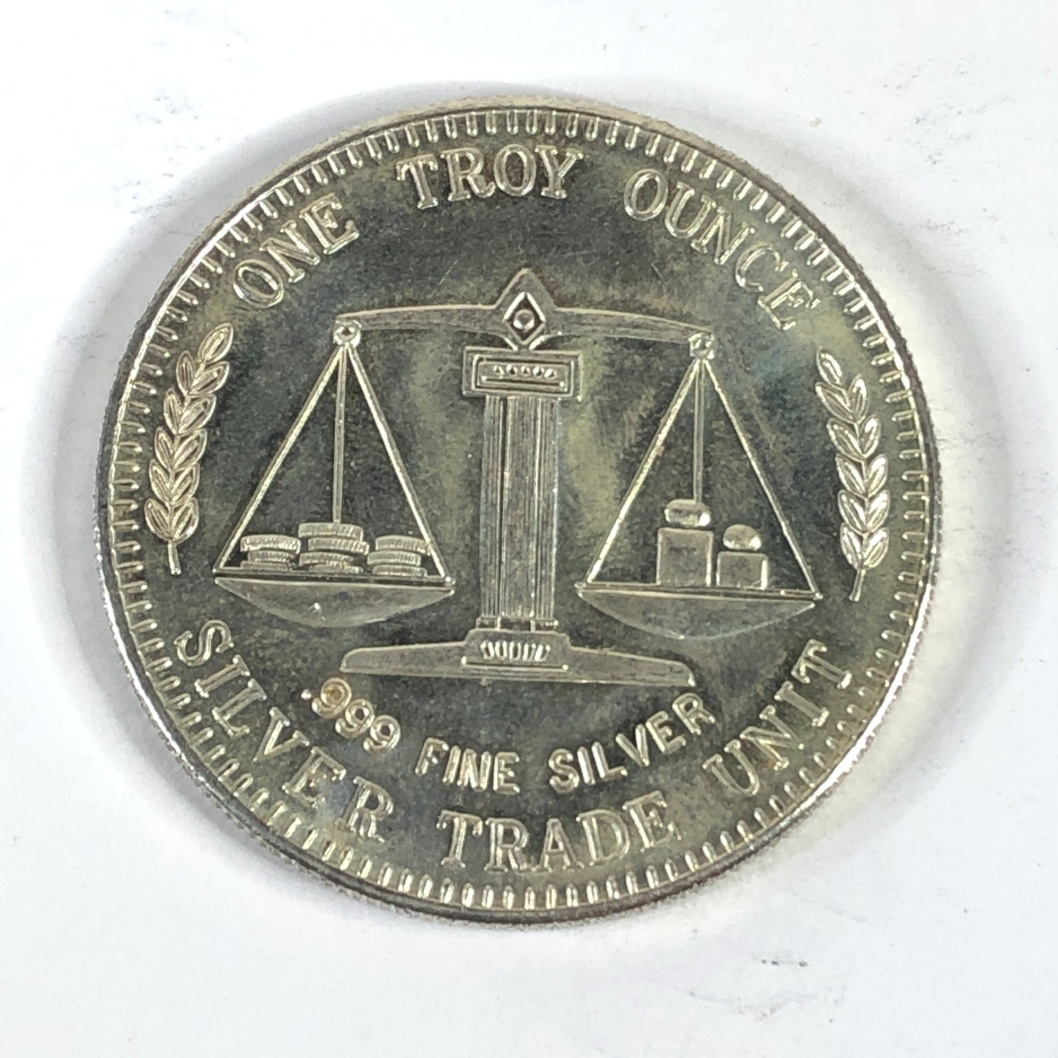 ONE TROY OUNCE
.999 FINE SILVER
SILVER TRADE UNIT